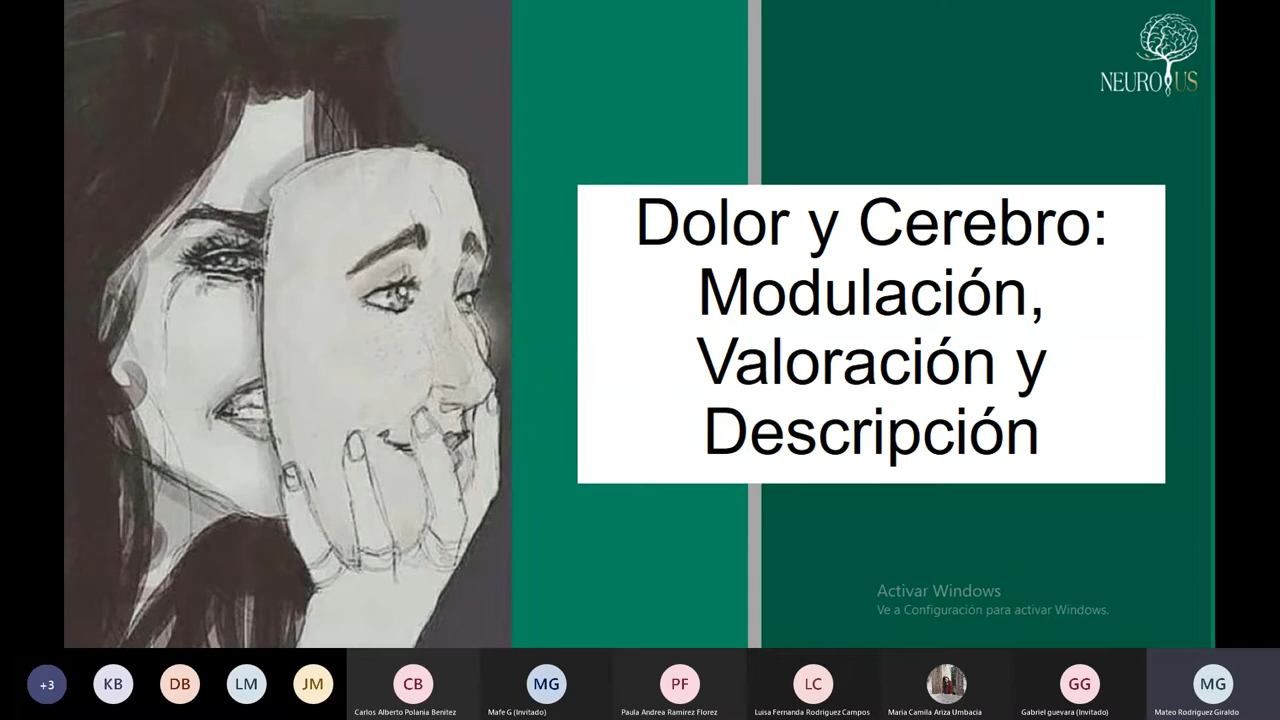 NEUROUS
Dolor y Cerebro:
Modulación,
Valoración y
Descripción
Activar Windows
Ve a Configuración para activar Windows.
+3
KB
DB
LM
JM
CB
MG
PF
LC
GG
MG
Carlos Alberto Polania Benitez
Mafe G (Invitado)
Paula Andrea Ramirez Florez
Luisa Fernanda Rodriguez Campos
Maria Camila Ariza Umbacia
Gabriel guevara (Invitado)
Mateo Rodriguez Giraldo